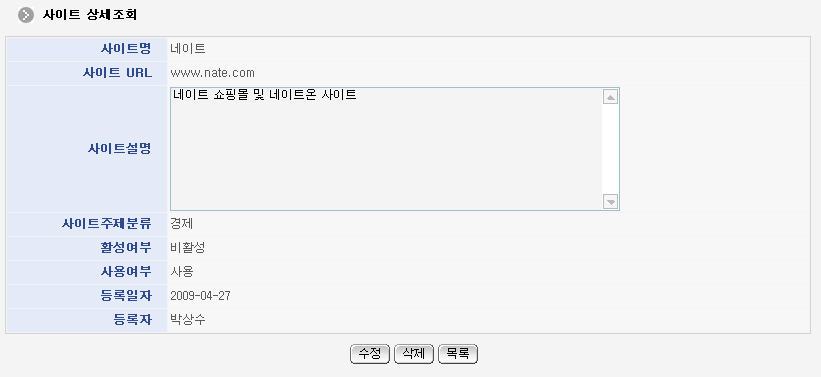 사이트 상세조회
사이트명 네이트
사이트 URL www.nate.com
사이트설명 네이트 쇼핑몰 및 네이트온 사이트
사이트주제분류 경제
활성여부 비활성
사용여부 사용
등록일자 2009-04-27
등록자 박상수
수정 삭제 목록